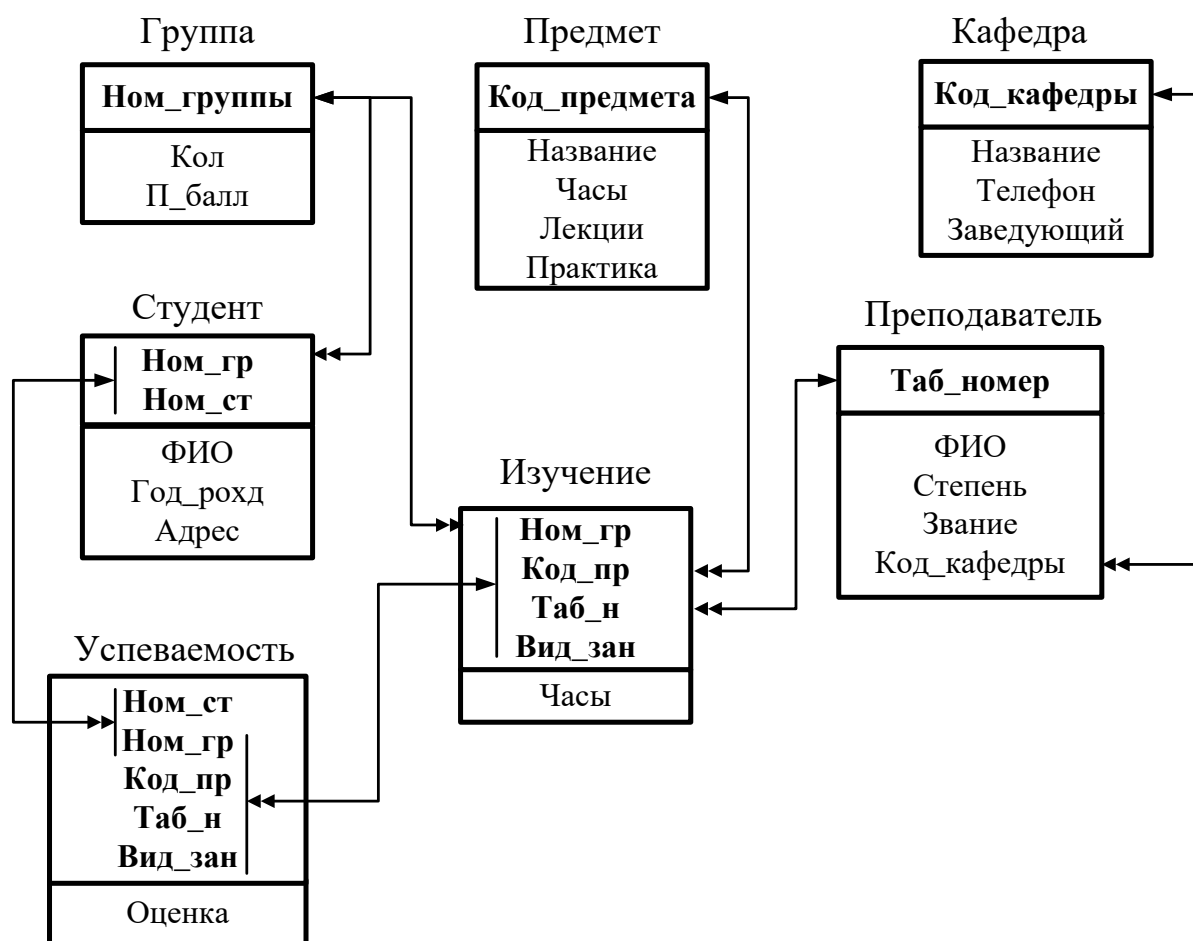 Группа
Ном_группы
Кол
П_балл
Предмет
Код_предмета
Название
Часы
Лекции
Практика
Кафедра
Код_кафедры
Название
Телефон
Заведующий
Студент
Ном_гр
Ном_ст
ФИО
Год_рохд
Адрес
Преподаватель
Таб_номер
ФИО
Степень
Звание
Код_кафедры
Изучение
Ном_гр
Код_пр
Таб_н
Вид_зан
Часы
Успеваемость
Ном_ст
Ном_гр
Код_пр
Таб_н
Вид_зан
Оценка